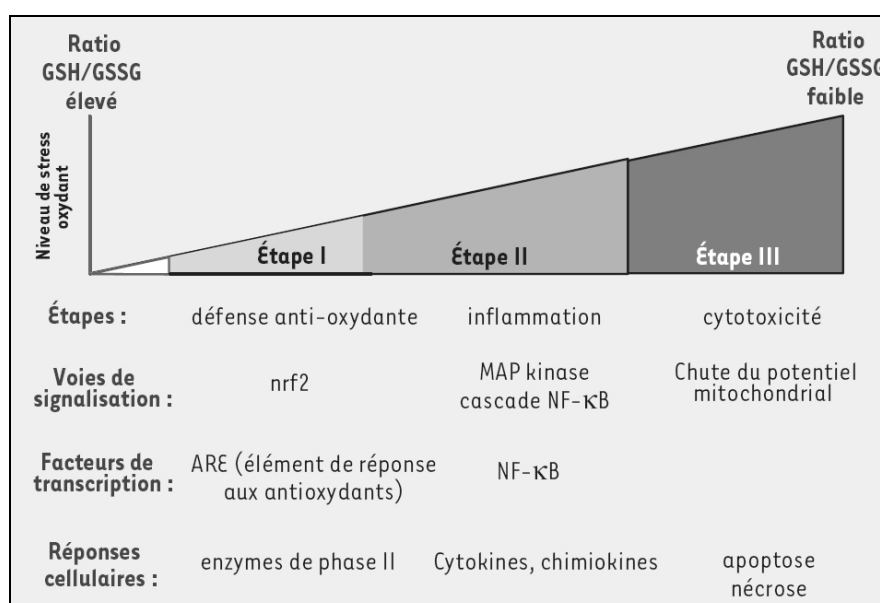 Ratio
GSH/GSSG
élevé
Ratio
GSH/GSSG
faible
Niveau de stress
oxydant
Étape I
Étape II
Étape III
Étapes :
défense anti-oxydante
inflammation
cytotoxicité
Voies de
signalisation :
nrf2
MAP kinase
cascade NF-κB
Chute du potentiel
mitochondrial
Facteurs de
transcription :
ARE (élément de réponse
aux antioxydants)
NF-κB
Réponses
cellulaires :
enzymes de phase II
Cytokines, chimiokines
apoptose
nécrose